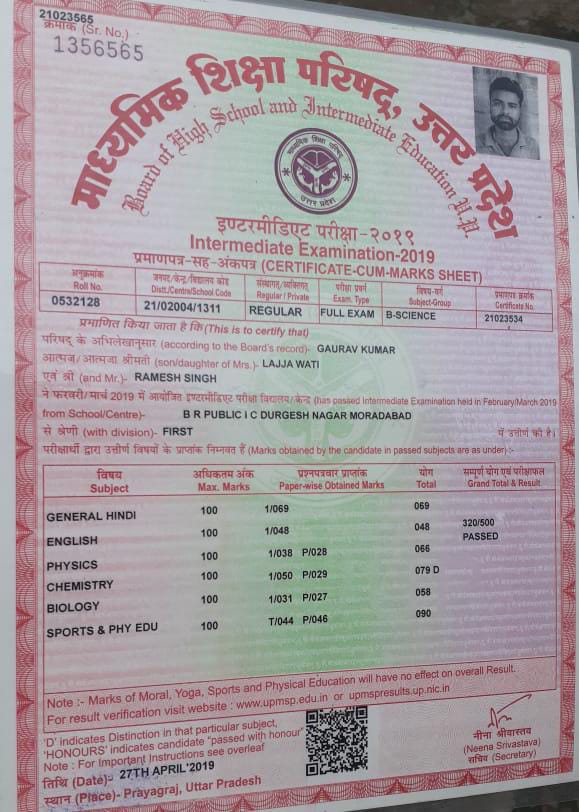 21023565
क्रमांक (Sr. No.)
1356565
माध्यमिक शिक्षा परिषद्, उत्तर प्रदेश
Board of High School and Intermediate Education U.P.
माध्यमिक शिक्षा परिषद्
उत्तर प्रदेश
इण्टरमीडिएट परीक्षा-२०१९
Intermediate Examination-2019
प्रमाणपत्र-सह-अंकपत्र (CERTIFICATE-CUM-MARKS SHEET)
अनुक्रमांक जनपद/केन्द्र/विद्यालय कोड संस्थागत/व्यक्तिगत परीक्षा प्रवर्ग विषय-वर्ग प्रमाणपत्र क्रमांक
Roll No. Distt./Centre/School Code Regular / Private Exam. Type Subject-Group Certificate No.
0532128 21/02004/1311 REGULAR FULL EXAM B-SCIENCE 21023534
प्रमाणित किया जाता है कि(This is to certify that)
परिषद् के अभिलेखानुसार (according to the Board's record)- GAURAV KUMAR
आत्मज/आत्मजा श्रीमती (son/daughter of Mrs.)- LAJJA WATI
एवं श्री (and Mr.)- RAMESH SINGH
ने फरवरी/मार्च 2019 में आयोजित इण्टरमीडिएट परीक्षा विद्यालय/केन्द्र (has passed Intermediate Examination held in February/March 2019
from School/Centre)- B R PUBLIC I C DURGESH NAGAR MORADABAD
से श्रेणी (with division)- FIRST में उत्तीर्ण की है।
परीक्षार्थी द्वारा उत्तीर्ण विषयों के प्राप्तांक निम्नवत हैं (Marks obtained by the candidate in passed subjects are as under) :-
विषय अधिकतम अंक प्रश्नपत्रवार प्राप्तांक योग सम्पूर्ण योग एवं परीक्षाफल
Subject Max. Marks Paper-wise Obtained Marks Total Grand Total & Result
GENERAL HINDI 100 1/069 069
ENGLISH 100 1/048 048 320/500
PASSED
PHYSICS 100 1/038 P/028 066
CHEMISTRY 100 1/050 P/029 079 D
BIOLOGY 100 1/031 P/027 058
SPORTS & PHY EDU 100 T/044 P/046 090
Note :- Marks of Moral, Yoga, Sports and Physical Education will have no effect on overall Result.
For result verification visit website : www.upmsp.edu.in or upmspresults.up.nic.in
'D' indicates Distinction in that particular subject,
'HONOURS' indicates candidate "passed with honour"
Note : For Important Instructions see overleaf
तिथि (Date)- 27TH APRIL'2019
स्थान (Place)- Prayagraj, Uttar Pradesh
नीना श्रीवास्तव
(Neena Srivastava)
सचिव (Secretary)